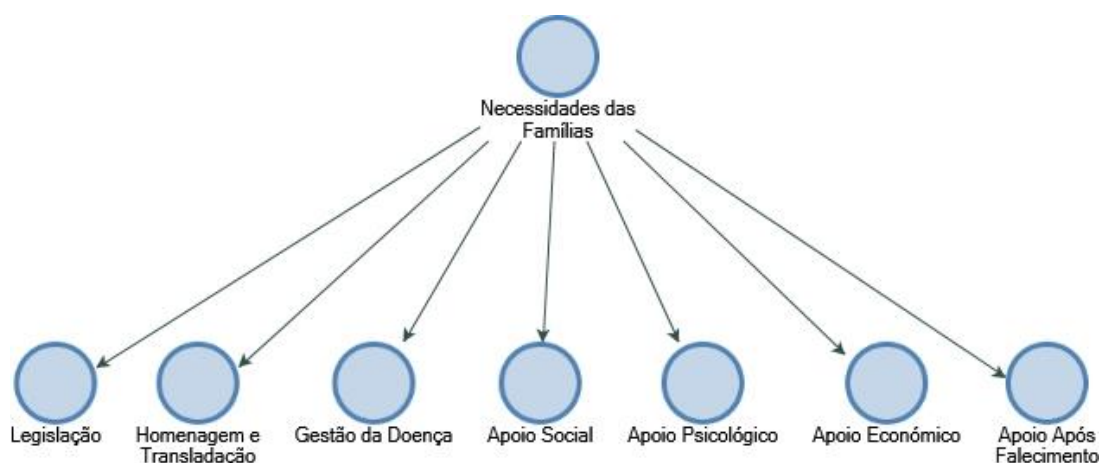 Necessidades das
Famílias
Legislação
Homenagem e
Transladação
Gestão da Doença
Apoio Social
Apoio Psicológico
Apoio Económico
Apoio Após
Falecimento